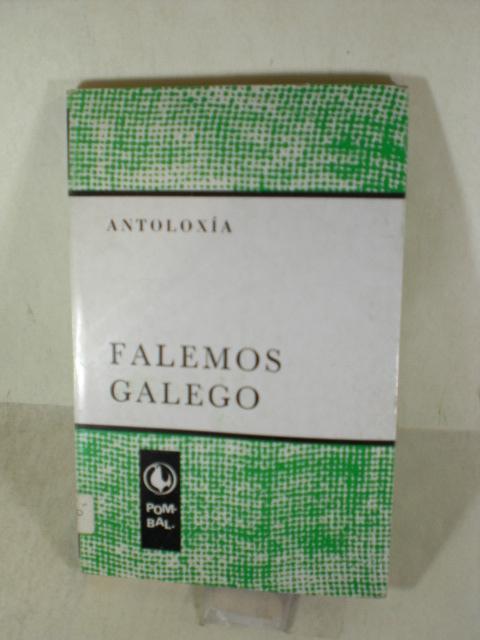 ANTOLOXÍA
FALEMOS
GALEGO
POM-
BAL.